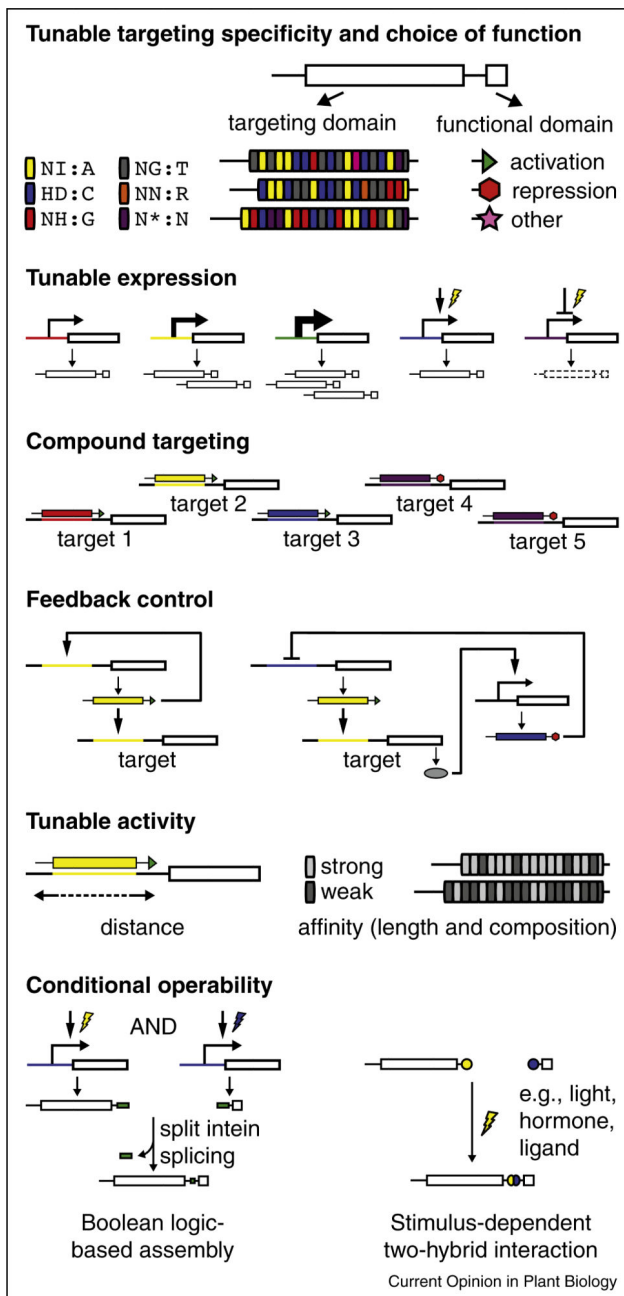 Tunable targeting specificity and choice of function
targeting domain
functional domain
NI:A
HD:C
NH:G
NG:T
NN:R
N*:N
activation
repression
other
Tunable expression
Compound targeting
target 1
target 2
target 3
target 4
target 5
Feedback control
target
target
Tunable activity
distance
strong
weak
affinity (length and composition)
Conditional operability
AND
split intein
splicing
Boolean logic-
based assembly
e.g., light,
hormone,
ligand
Stimulus-dependent
two-hybrid interaction
Current Opinion in Plant Biology